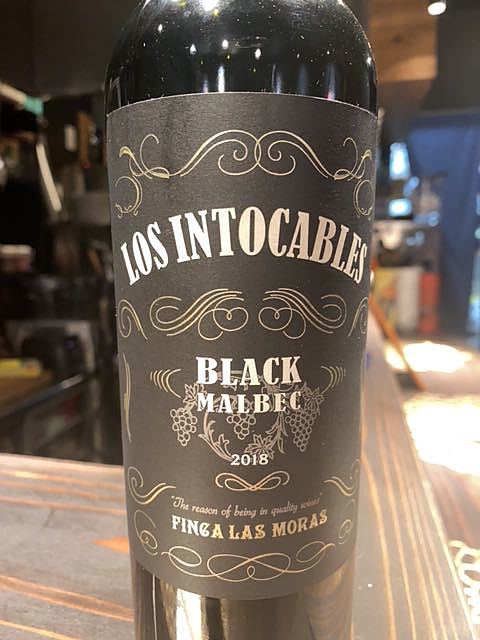 LOS INTOCABLES
BLACK
MALBEC
2018
"The reason of being in quality wines"
FINCA LAS MORAS